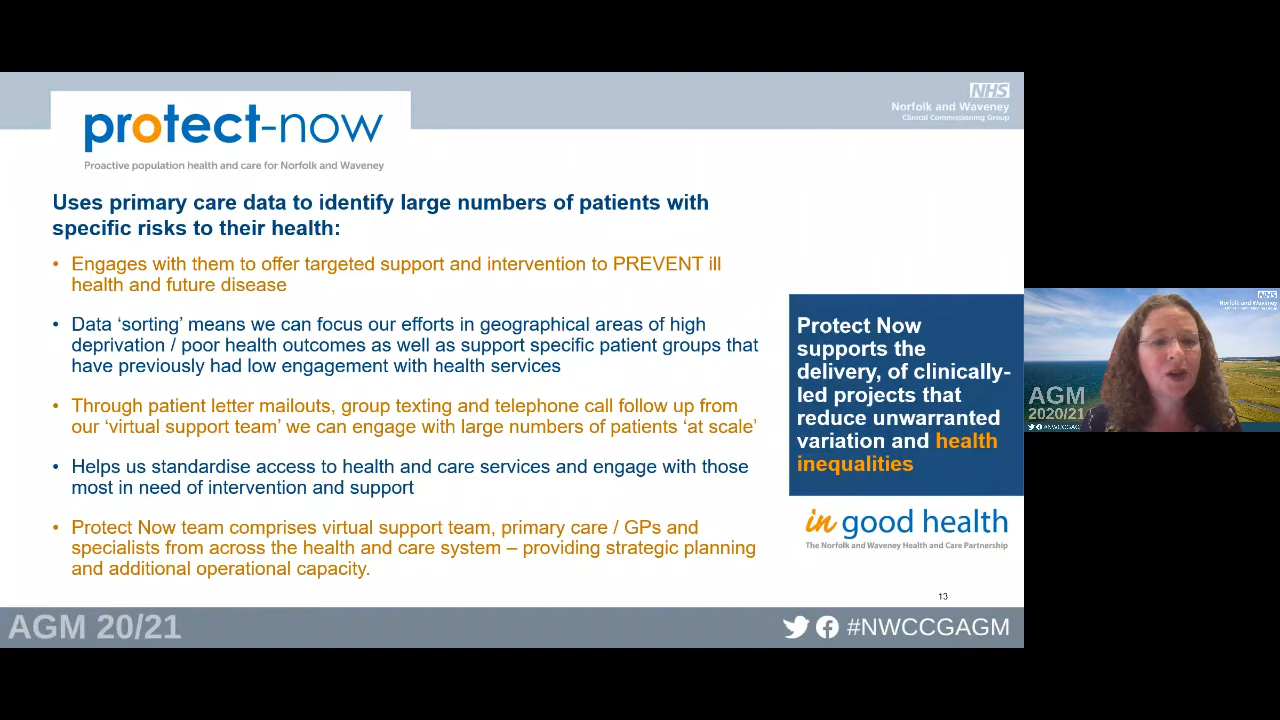 protect-now
Proactive population health and care for Norfolk and Waveney
NHS
Norfolk and Waveney
Clinical Commissioning Group
Uses primary care data to identify large numbers of patients with
specific risks to their health:
• Engages with them to offer targeted support and intervention to PREVENT ill
health and future disease
• Data ‘sorting’ means we can focus our efforts in geographical areas of high
deprivation / poor health outcomes as well as support specific patient groups that
have previously had low engagement with health services
• Through patient letter mailouts, group texting and telephone call follow up from
our ‘virtual support team’ we can engage with large numbers of patients ‘at scale’
• Helps us standardise access to health and care services and engage with those
most in need of intervention and support
• Protect Now team comprises virtual support team, primary care / GPs and
specialists from across the health and care system – providing strategic planning
and additional operational capacity.
Protect Now
supports the
delivery, of clinically-
led projects that
reduce unwarranted
variation and health
inequalities
in good health
The Norfolk and Waveney Health and Care Partnership
13
AGM 20/21
#NWCCGAGM
NHS
Norfolk and Waveney
Clinical Commissioning Group
AGM
2020/21
#NWCCGAGM